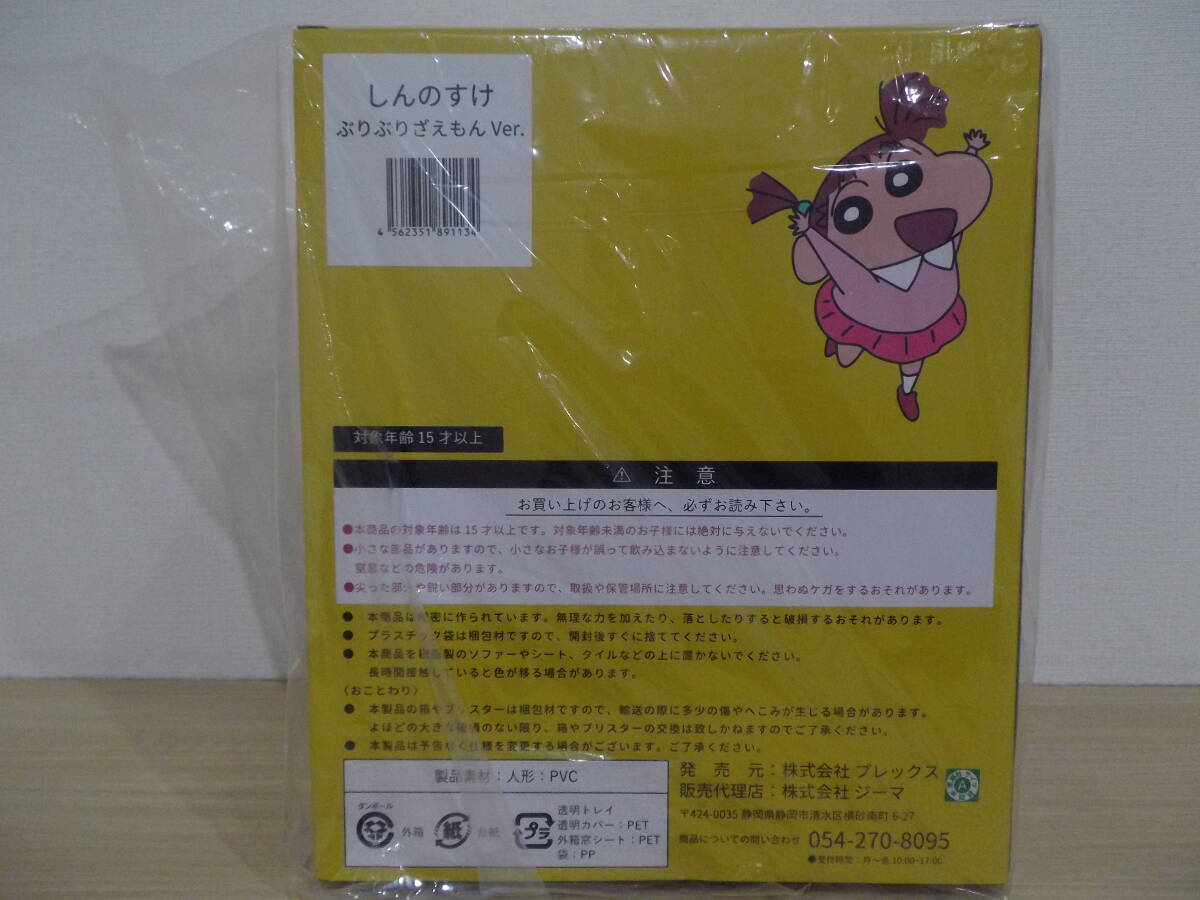 しんのすけ
ぶりぶりざえもん Ver.
4 562351 891134
対象年齢 15 才以上
⚠ 注 意
お買い上げのお客様へ、必ずお読み下さい。
●本商品の対象年齢は 15 才以上です。対象年齢未満のお子様には絶対に与えないでください。
●小さな部品がありますので、小さなお子様が誤って飲み込まないように注意してください。
窒息などの危険があります。
●尖った部分や鋭い部分がありますので、取扱や保管場所に注意してください。思わぬケガをするおそれがあります。
● 本商品は精密に作られています。無理な力を加えたり、落としたりすると破損するおそれがあります。
● プラスチック袋は梱包材ですので、開封後すぐに捨ててください。
● 本商品を樹脂製のソファーやシート、タイルなどの上に置かないでください。
長時間接触していると色が移る場合があります。
〈おことわり〉
● 本製品の箱やブリスターは梱包材ですので、輸送の際に多少の傷やへこみが生じる場合があります。
よほどの大きな破損のない限り、箱やブリスターの交換は致しかねますのでご了承ください。
● 本製品は予告なく仕様を変更する場合がございます。ご了承ください。
製品素材：人形：PVC
ダンボール
外箱
紙
台紙
プラ
透明トレイ
透明カバー：PET
外箱窓シート：PET
袋：PP
発 売 元：株式会社 プレックス
販売代理店：株式会社 ジーマ
〒424-0035 静岡県静岡市清水区横砂南町 6-27
商品についての問い合わせ 054-270-8095
●受付時間：月～金 10:00~17:00
A